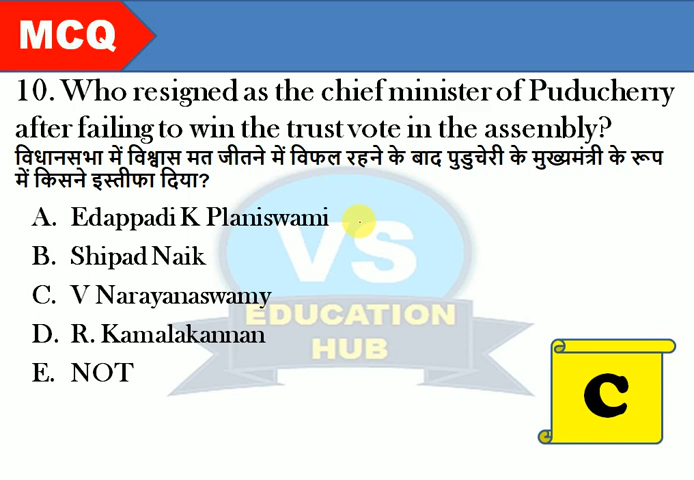 MCQ
10. Who resigned as the chief minister of Puducherry
after failing to win the trust vote in the assembly?
विधानसभा में विश्वास मत जीतने में विफल रहने के बाद पुडुचेरी के मुख्यमंत्री के रूप
में किसने इस्तीफा दिया?
A. Edappadi K Planiswami
B. Shipad Naik
C. V Narayanaswamy
D. R. Kamalakannan
E. NOT
VS
EDUCATION
HUB
C